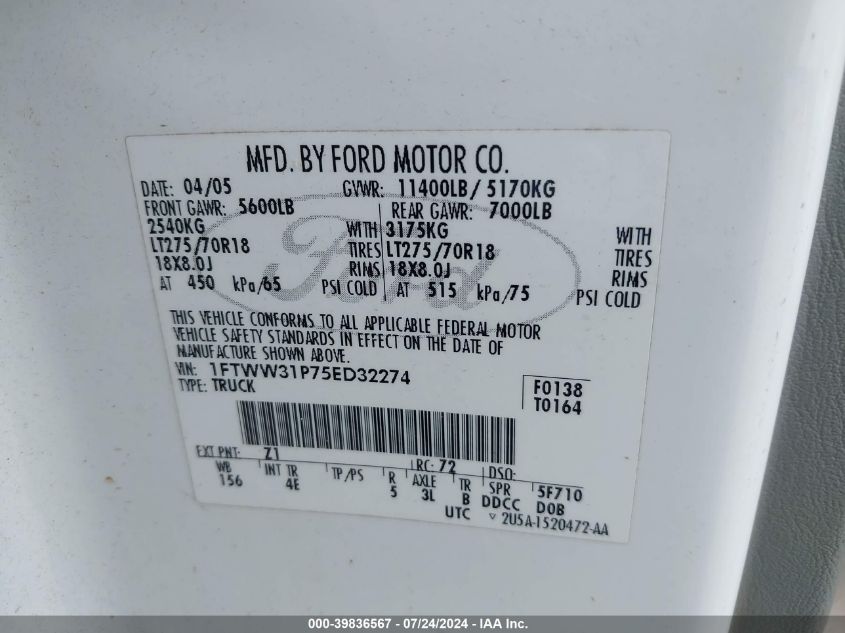 MFD. BY FORD MOTOR CO.
DATE: 04/05 GVWR: 11400LB/ 5170KG
FRONT GAWR: 5600LB REAR GAWR: 7000LB
2540KG WITH 3175KG WITH
LT275/70R18 TIRES LT275/70R18 TIRES
18X8.0J RIMS 18X8.0J RIMS
AT 450 kPa/65 PSI COLD AT 515 kPa/75 PSI COLD
Ford
THIS VEHICLE CONFORMS TO ALL APPLICABLE FEDERAL MOTOR
VEHICLE SAFETY STANDARDS IN EFFECT ON THE DATE OF
MANUFACTURE SHOWN ABOVE.
VIN: 1FTWW31P75ED32274
TYPE: TRUCK
F0138
T0164
EXT PNT: Z1 RC: 72 DSO:
WB INT TR TP/PS R AXLE TR SPR 5F710
156 4E 5 3L B DDCC DOB
UTC ▽ 2U5A-1520472-AA
000-39836567 / 07/24/2024 - IAA Inc.